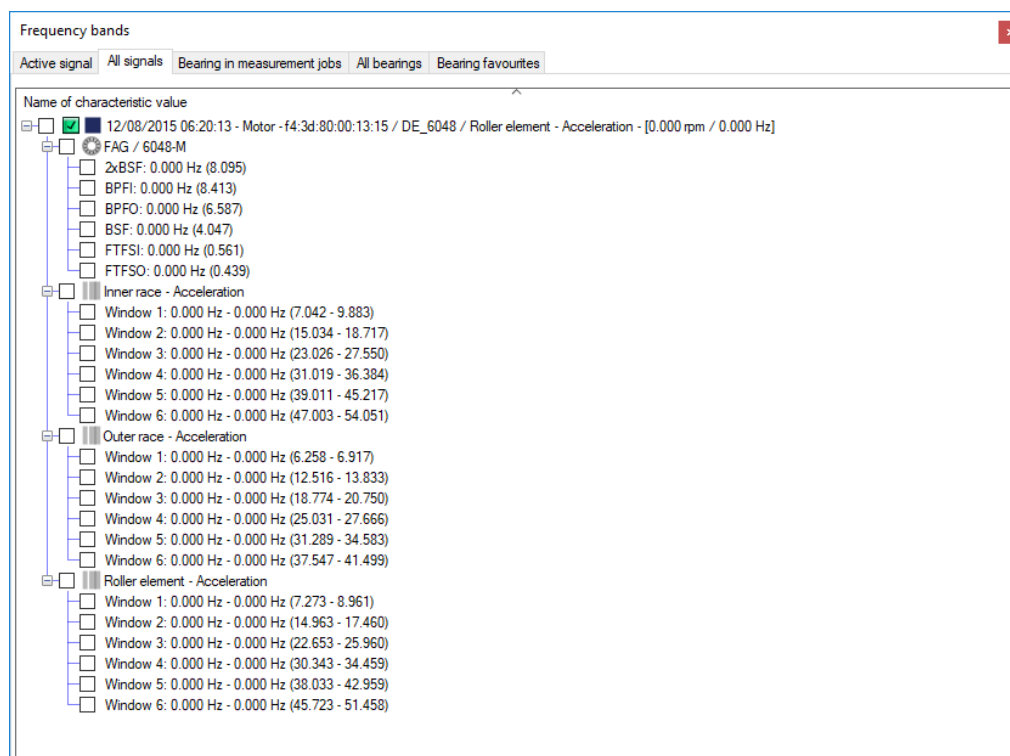 Frequency bands
Active signal All signals Bearing in measurement jobs All bearings Bearing favourites
Name of characteristic value
12/08/2015 06:20:13 - Motor - f4:3d:80:00:13:15 / DE_6048 / Roller element - Acceleration - [0.000 rpm / 0.000 Hz]
FAG / 6048-M
2xBSF: 0.000 Hz (8.095)
BPFI: 0.000 Hz (8.413)
BPFO: 0.000 Hz (6.587)
BSF: 0.000 Hz (4.047)
FTFSI: 0.000 Hz (0.561)
FTFSO: 0.000 Hz (0.439)
Inner race - Acceleration
Window 1: 0.000 Hz - 0.000 Hz (7.042 - 9.883)
Window 2: 0.000 Hz - 0.000 Hz (15.034 - 18.717)
Window 3: 0.000 Hz - 0.000 Hz (23.026 - 27.550)
Window 4: 0.000 Hz - 0.000 Hz (31.019 - 36.384)
Window 5: 0.000 Hz - 0.000 Hz (39.011 - 45.217)
Window 6: 0.000 Hz - 0.000 Hz (47.003 - 54.051)
Outer race - Acceleration
Window 1: 0.000 Hz - 0.000 Hz (6.258 - 6.917)
Window 2: 0.000 Hz - 0.000 Hz (12.516 - 13.833)
Window 3: 0.000 Hz - 0.000 Hz (18.774 - 20.750)
Window 4: 0.000 Hz - 0.000 Hz (25.031 - 27.666)
Window 5: 0.000 Hz - 0.000 Hz (31.289 - 34.583)
Window 6: 0.000 Hz - 0.000 Hz (37.547 - 41.499)
Roller element - Acceleration
Window 1: 0.000 Hz - 0.000 Hz (7.273 - 8.961)
Window 2: 0.000 Hz - 0.000 Hz (14.963 - 17.460)
Window 3: 0.000 Hz - 0.000 Hz (22.653 - 25.960)
Window 4: 0.000 Hz - 0.000 Hz (30.343 - 34.459)
Window 5: 0.000 Hz - 0.000 Hz (38.033 - 42.959)
Window 6: 0.000 Hz - 0.000 Hz (45.723 - 51.458)